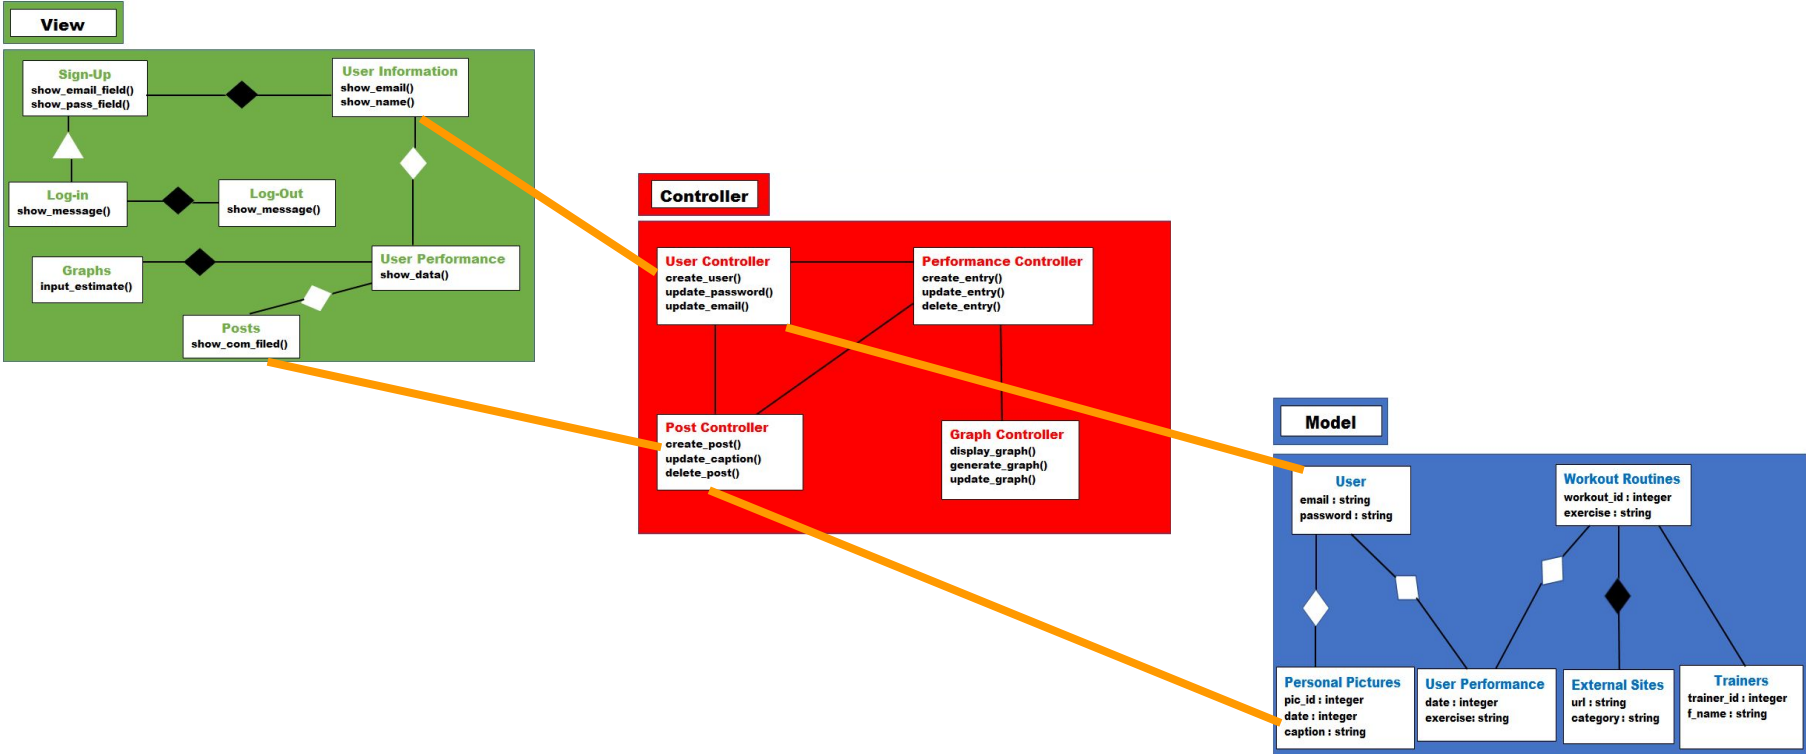 View
Sign-Up
show_email_field()
show_pass_field()
User Information
show_email()
show_name()
Log-in
show_message()
Log-Out
show_message()
Graphs
input_estimate()
User Performance
show_data()
Posts
show_com_filed()
Controller
User Controller
create_user()
update_password()
update_email()
Performance Controller
create_entry()
update_entry()
delete_entry()
Post Controller
create_post()
update_caption()
delete_post()
Graph Controller
display_graph()
generate_graph()
update_graph()
Model
User
email : string
password : string
Workout Routines
workout_id : integer
exercise : string
Personal Pictures
pic_id : integer
date : integer
caption : string
User Performance
date : integer
exercise: string
External Sites
url : string
category : string
Trainers
trainer_id : integer
f_name : string